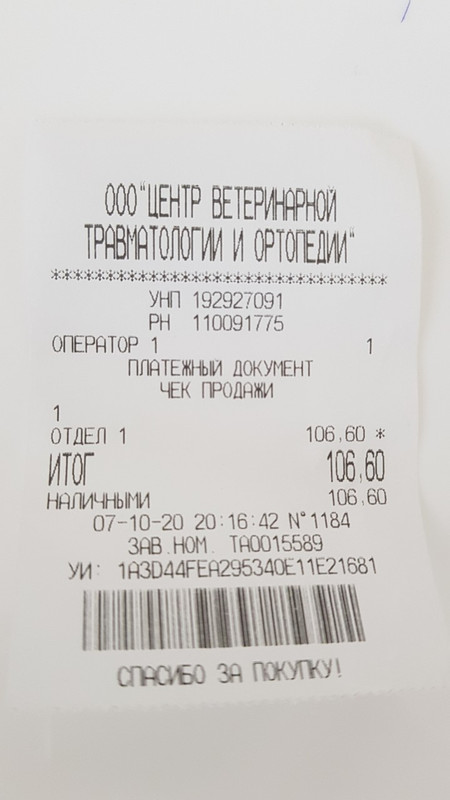 ООО"ЦЕНТР ВЕТЕРИНАРНОЙ
ТРАВМАТОЛОГИИ И ОРТОПЕДИИ"
************************************
УНП 192927091
РН 110091775
ОПЕРАТОР 1 1
ПЛАТЕЖНЫЙ ДОКУМЕНТ
ЧЕК ПРОДАЖИ
1
ОТДЕЛ 1 106,60 *
ИТОГ 106,60
НАЛИЧНЫМИ 106,60
07-10-20 20:16:42 N°1184
ЗАВ.НОМ. ТА0015589
УИ: 1A3D44FEA295340E11E21681
СПАСИБО ЗА ПОКУПКУ!